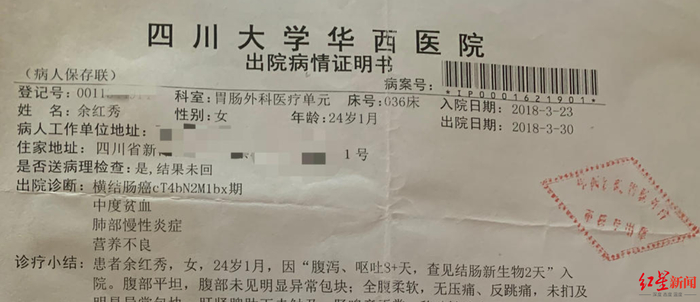 四川大学华西医院
出院病情证明书
(病人保存联)
病案号:
*IP0001621901*
登记号: 0011
科室: 胃肠外科医疗单元 床号: 036床
入院日期: 2018-3-23
姓名: 余红秀 性别: 女 年龄: 24岁1月
出院日期: 2018-3-30
病人工作单位地址:
住家地址: 四川省新 1号
是否送病理检查: 是, 结果未回
出院诊断: 横结肠癌cT4bN2M1bx期
中度贫血
肺部慢性炎症
营养不良
诊疗小结: 患者余红秀, 女, 24岁1月, 因“腹泻、呕吐8+天, 查见结肠新生物2天”入
院。腹部平坦, 腹部未见明显异常包块; 全腹柔软, 无压痛、反跳痛, 未扪及
红星新闻